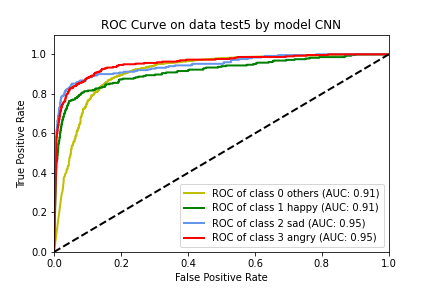 ROC Curve on data test5 by model CNN
True Positive Rate
1.0
0.8
0.6
0.4
0.2
0.0
ROC of class 0 others (AUC: 0.91)
ROC of class 1 happy (AUC: 0.91)
ROC of class 2 sad (AUC: 0.95)
ROC of class 3 angry (AUC: 0.95)
0.0 0.2 0.4 0.6 0.8 1.0
False Positive Rate